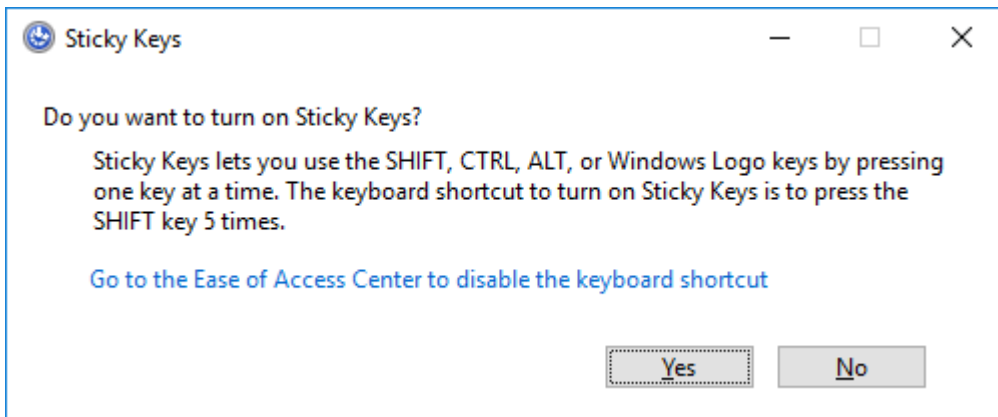 Sticky Keys
Do you want to turn on Sticky Keys?
Sticky Keys lets you use the SHIFT, CTRL, ALT, or Windows Logo keys by pressing
one key at a time. The keyboard shortcut to turn on Sticky Keys is to press the
SHIFT key 5 times.
Go to the Ease of Access Center to disable the keyboard shortcut
Yes No